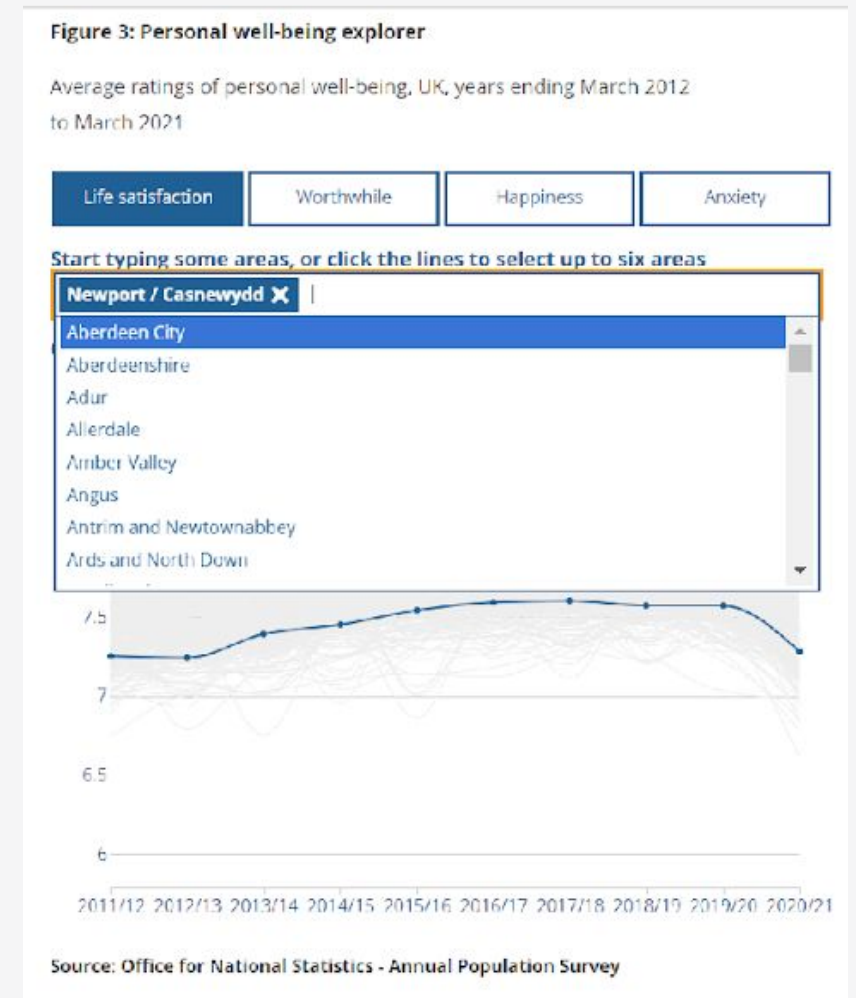 Figure 3: Personal well-being explorer
Average ratings of personal well-being, UK, years ending March 2012
to March 2021
Life satisfaction Worthwhile Happiness Anxiety
Start typing some areas, or click the lines to select up to six areas
Newport / Casnewydd ✕
Aberdeen City
Aberdeenshire
Adur
Allerdale
Amber Valley
Angus
Antrim and Newtownabbey
Ards and North Down
7.5
7
6.5
6
2011/12 2012/13 2013/14 2014/15 2015/16 2016/17 2017/18 2018/19 2019/20 2020/21
Source: Office for National Statistics - Annual Population Survey